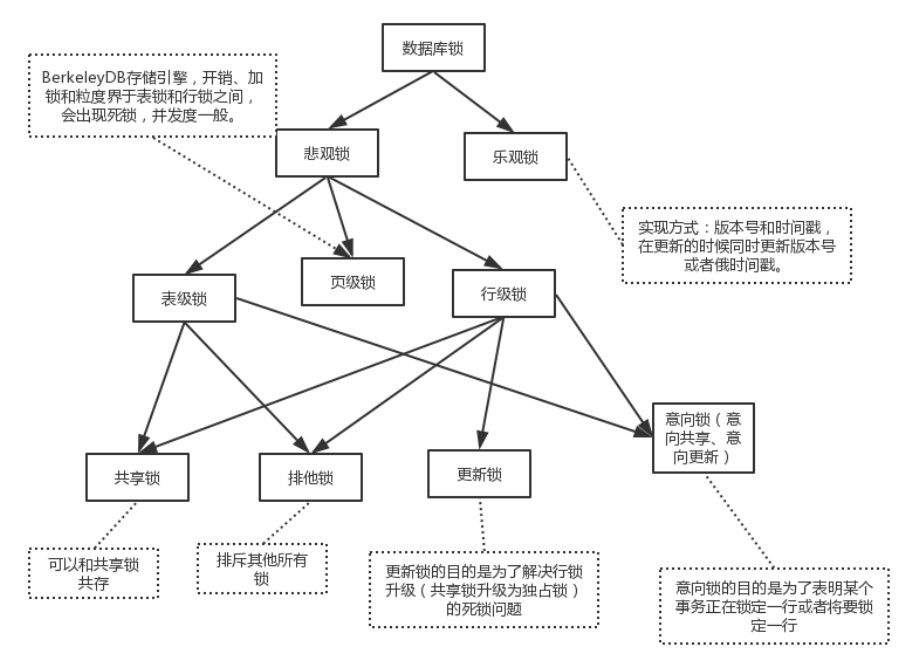 数据库锁
BerkeleyDB存储引擎，开销、加
锁和粒度界于表锁和行锁之间，
会出现死锁，并发度一般。
悲观锁
乐观锁
实现方式：版本号和时间戳，
在更新的时候同时更新版本号
或者俄时间戳。
表级锁
页级锁
行级锁
意向锁（意
向共享、意
向更新）
共享锁
排他锁
更新锁
可以和共享锁
共存
排斥其他所有
锁
更新锁的目的是为了解决行锁
升级（共享锁升级为独占锁）
的死锁问题
意向锁的目的是为了表明某个
事务正在锁定一行或者将要锁
定一行